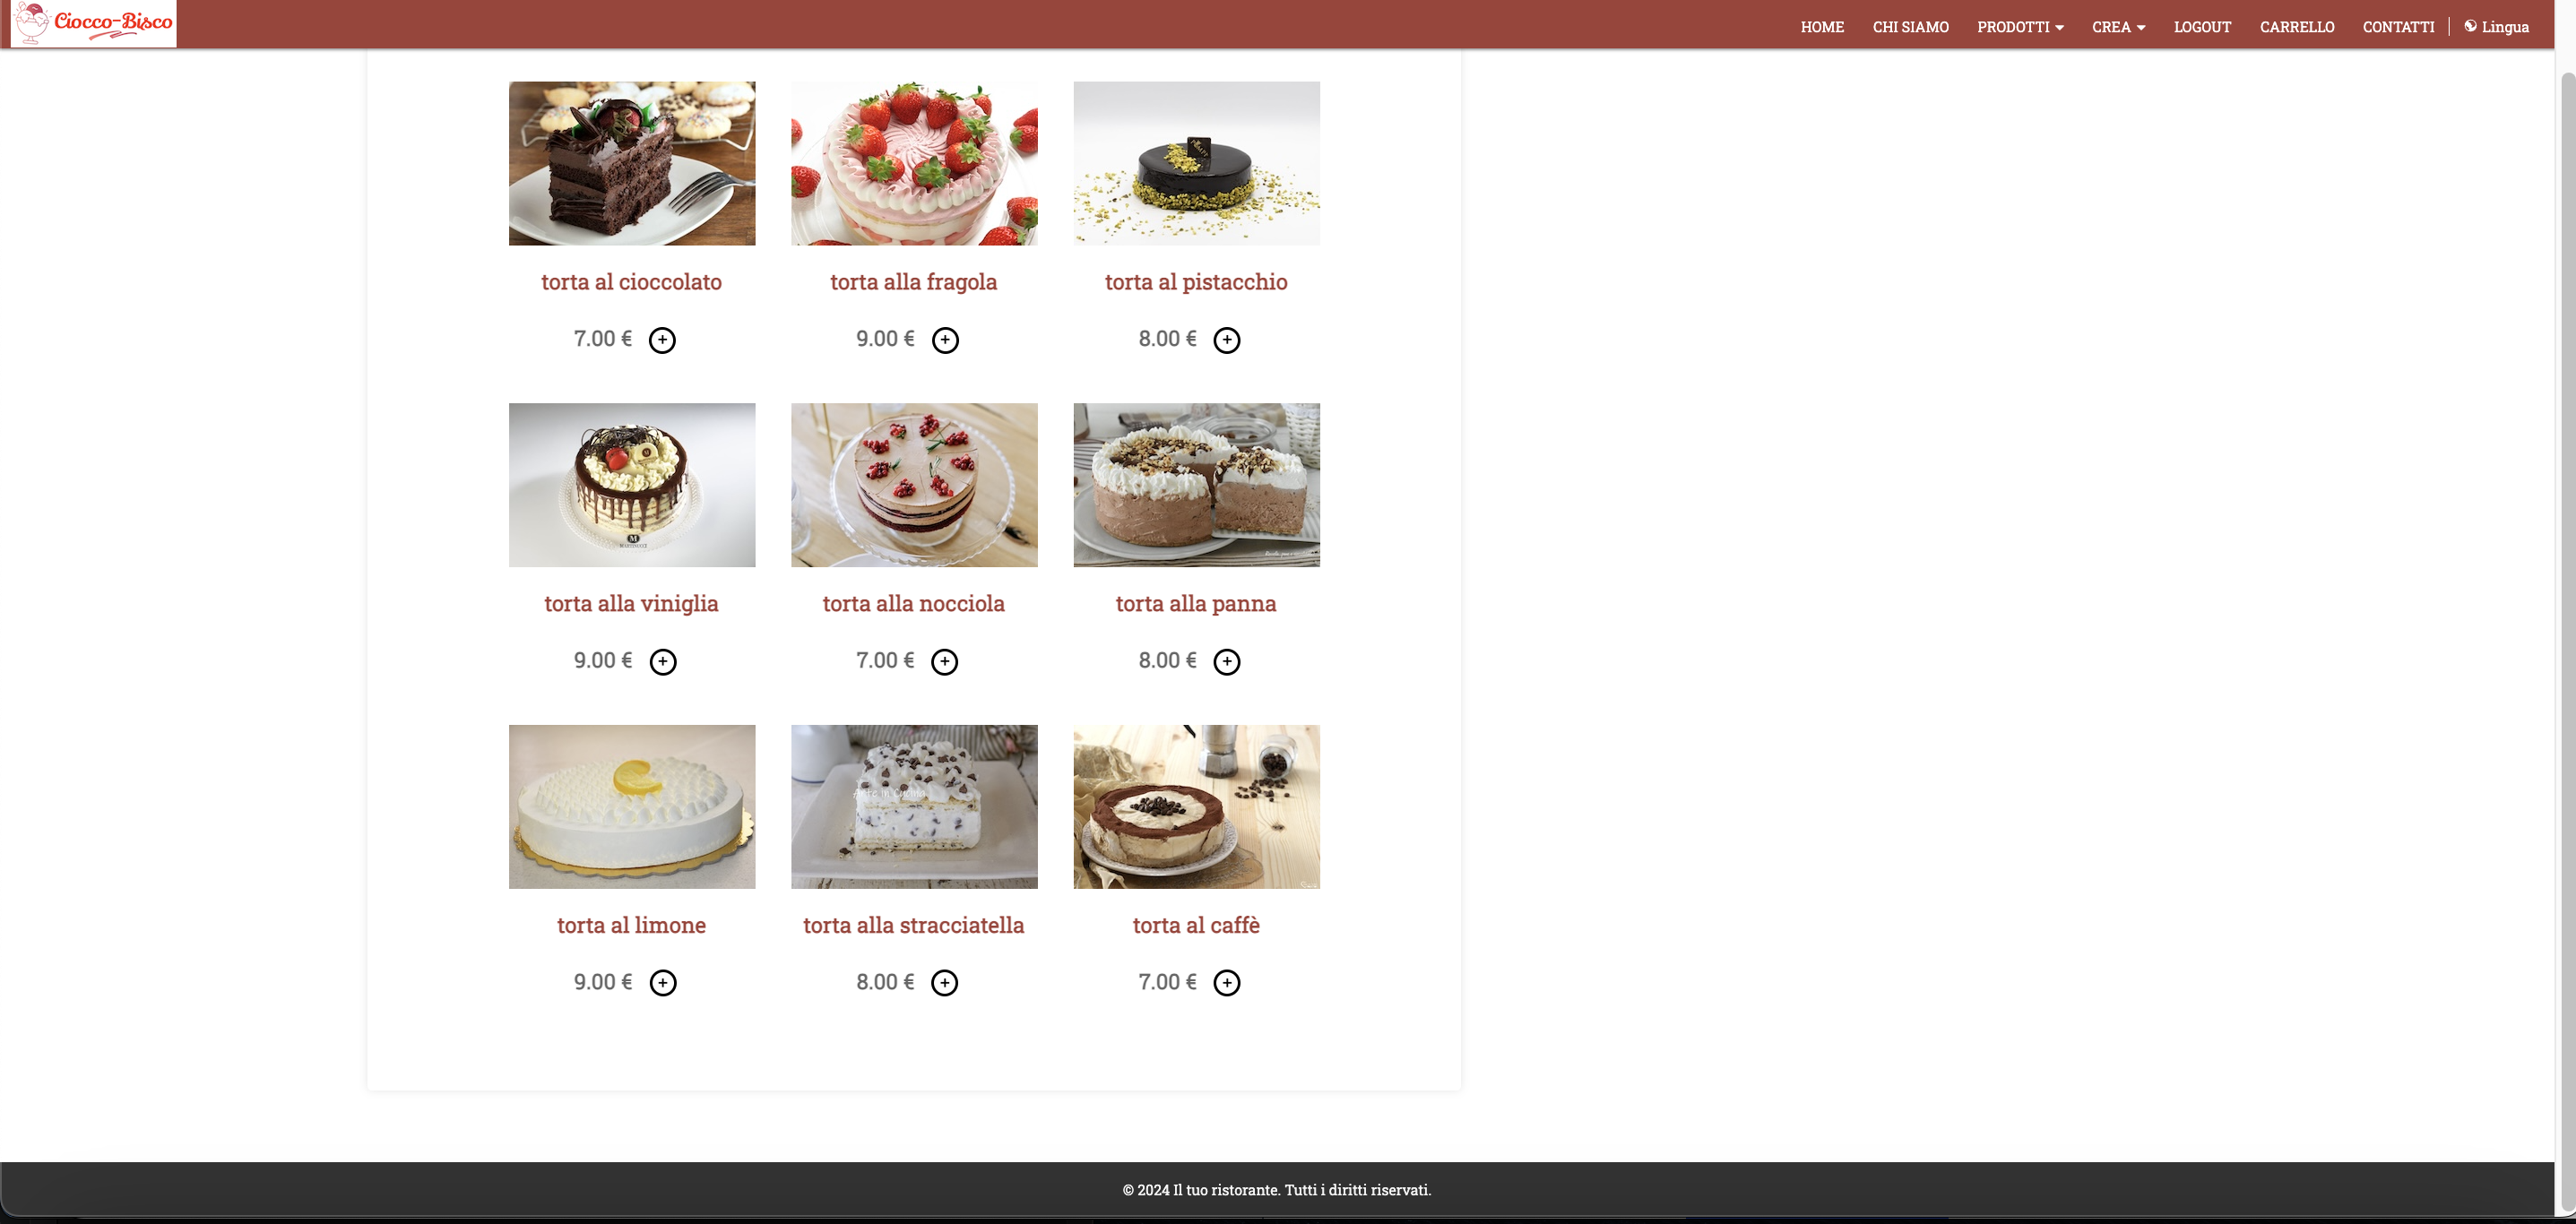 Ciocco-Bisco
HOME CHI SIAMO PRODOTTI CREA LOGOUT CARRELLO CONTATTI Lingua
torta al cioccolato torta alla fragola torta al pistacchio
7.00 € + 9.00 € + 8.00 € +
torta alla viniglia torta alla nocciola torta alla panna
9.00 € + 7.00 € + 8.00 € +
torta al limone torta alla stracciatella torta al caffè
9.00 € + 8.00 € + 7.00 € +
© 2024 Il tuo ristorante. Tutti i diritti riservati.